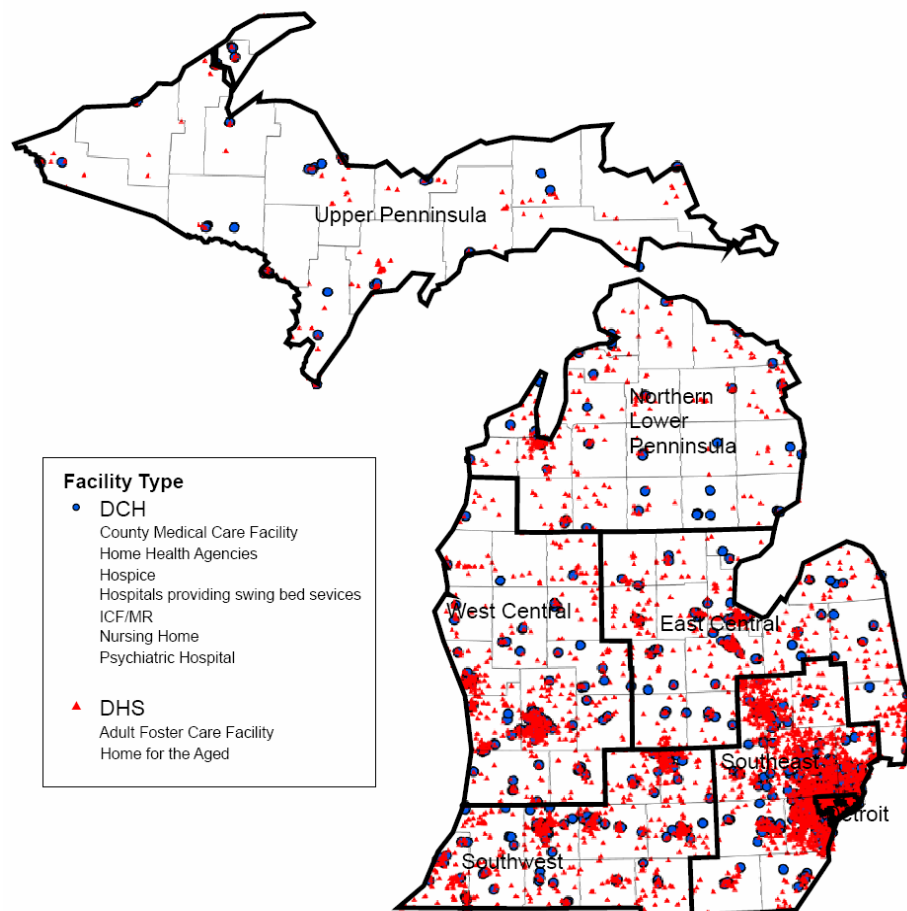 Upper Penninsula
Northern
Lower
Penninsula
Facility Type
DCH
County Medical Care Facility
Home Health Agencies
Hospice
Hospitals providing swing bed sevices
ICF/MR
Nursing Home
Psychiatric Hospital
DHS
Adult Foster Care Facility
Home for the Aged
West Central
East Central
Southeast
Detroit
Southwest